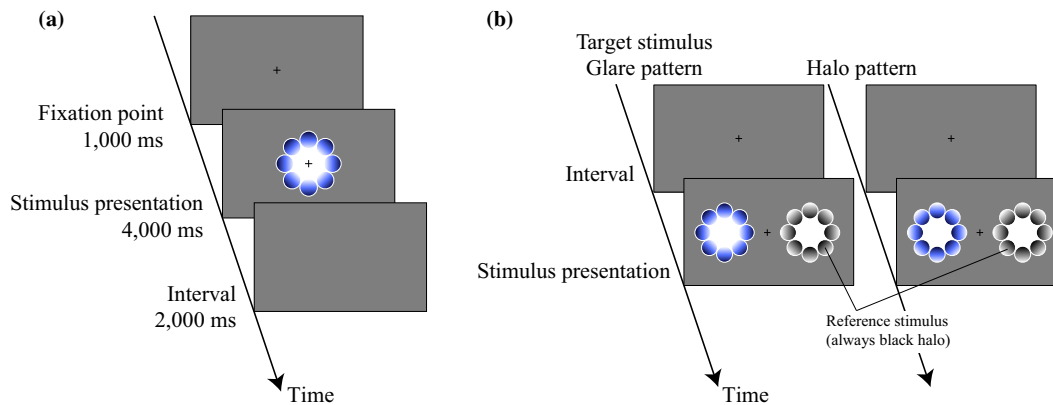 (a)
Fixation point
1,000 ms
Stimulus presentation
4,000 ms
Interval
2,000 ms
Time
(b)
Target stimulus
Glare pattern
Halo pattern
Interval
Stimulus presentation
Reference stimulus
(always black halo)
Time